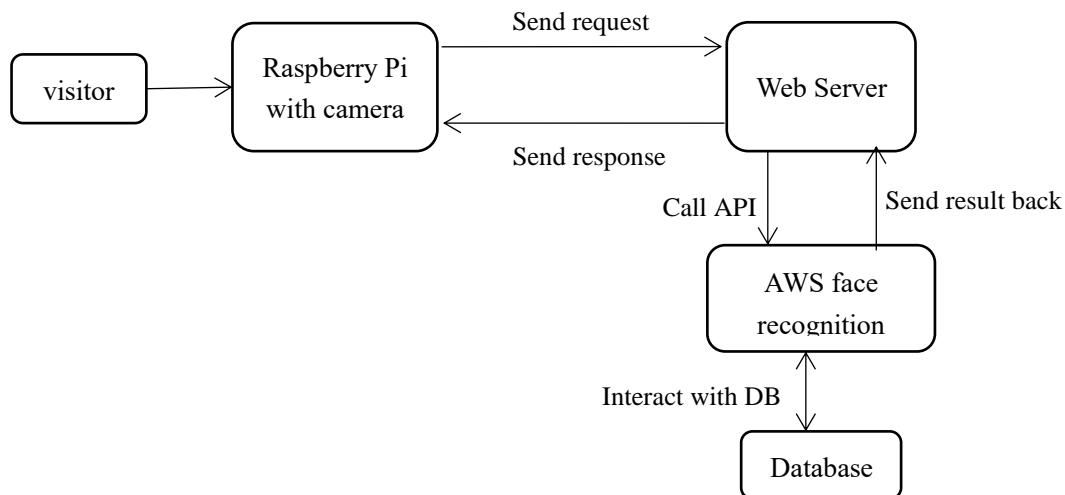 Send request
visitor
Raspberry Pi
with camera
Web Server
Send response
Call API
Send result back
AWS face
recognition
Interact with DB
Database